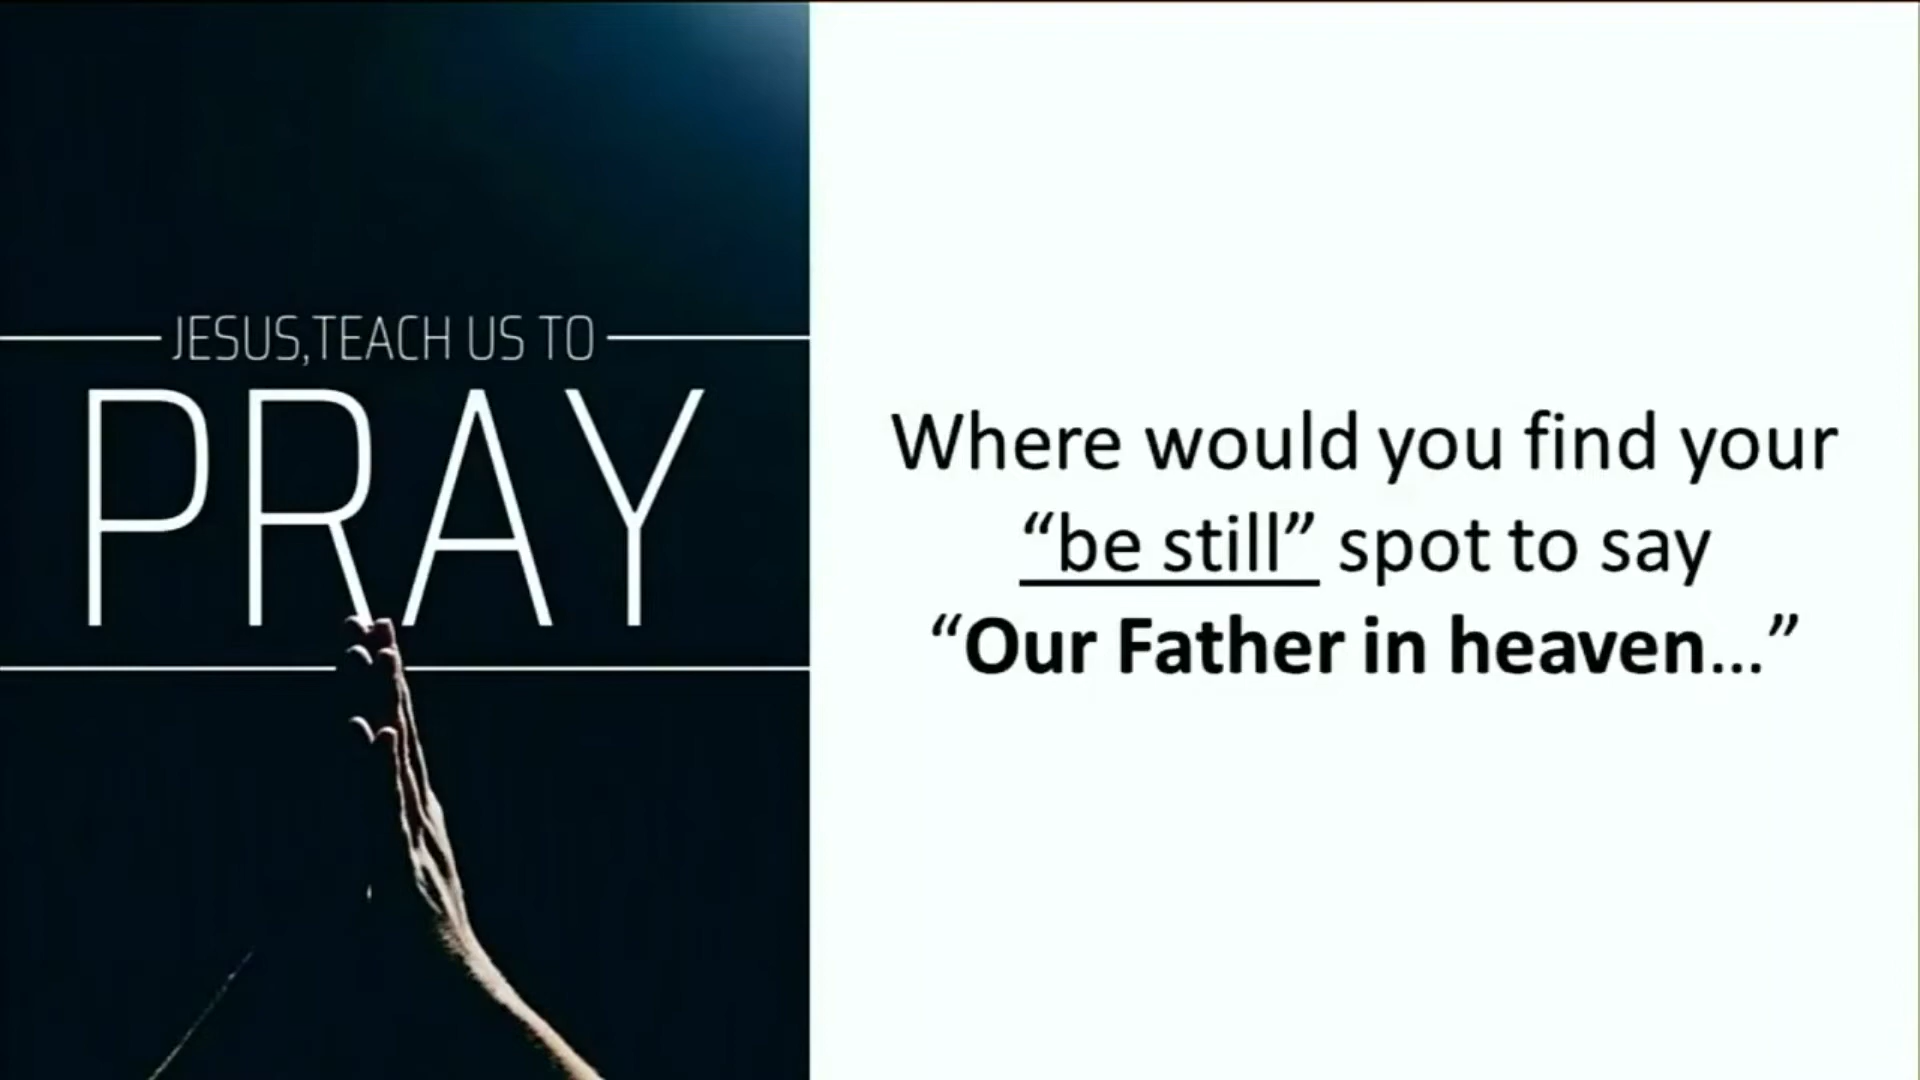 JESUS,TEACH US TO
PRAY
Where would you find your
“be still” spot to say
“Our Father in heaven...”